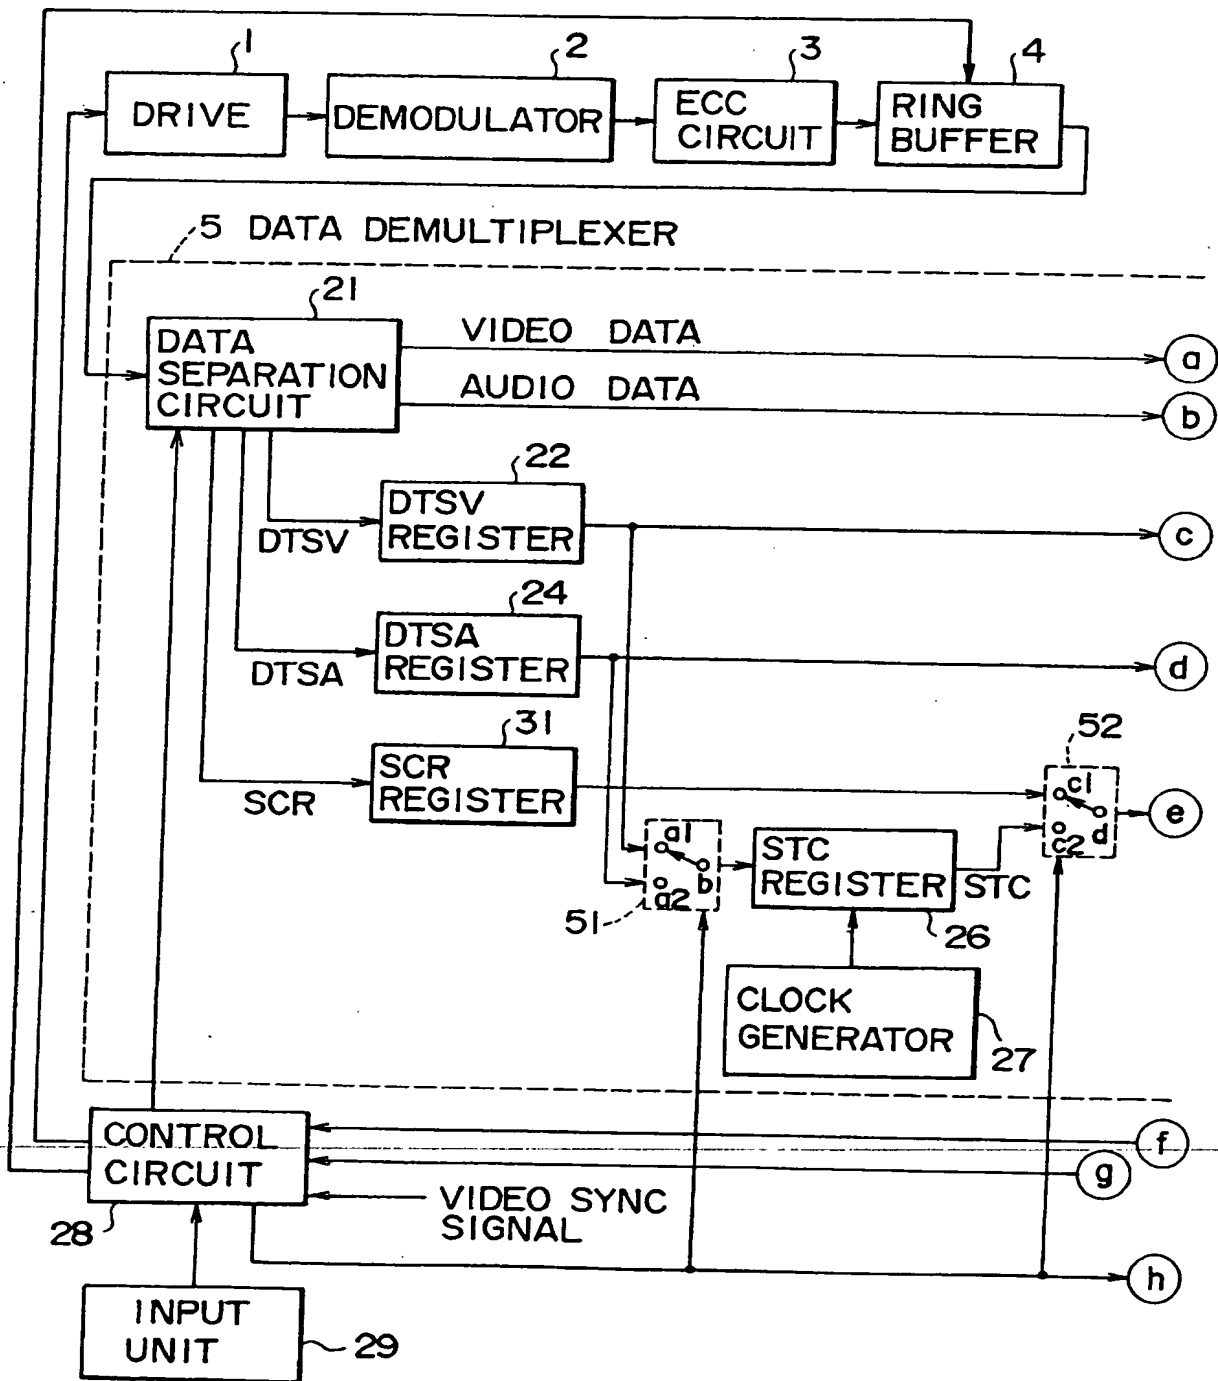 1
2
3
4
DRIVE
DEMODULATOR
ECC
CIRCUIT
RING
BUFFER
5 DATA DEMULTIPLEXER
21
DATA
SEPARATION
CIRCUIT
VIDEO DATA
a
AUDIO DATA
b
22
DTSV
REGISTER
DTSV
c
24
DTSA
REGISTER
DTSA
d
31
SCR
REGISTER
SCR
52
c1
d
c2
e
a1
b
a2
51
STC
REGISTER
STC
26
CLOCK
GENERATOR
27
CONTROL
CIRCUIT
28
f
g
VIDEO SYNC
SIGNAL
h
INPUT
UNIT
29